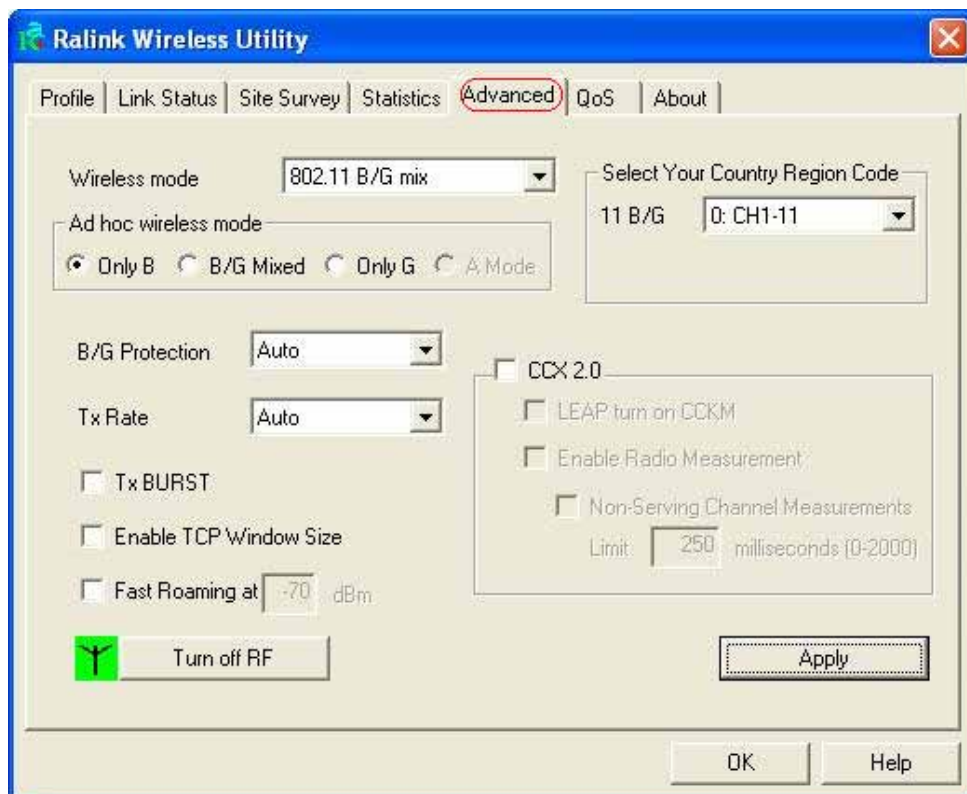 Ralink Wireless Utility
Profile Link Status Site Survey Statistics Advanced QoS About
Wireless mode 802.11 B/G mix
Select Your Country Region Code
11 B/G 0: CH1-11
Ad hoc wireless mode
Only B B/G Mixed Only G A Mode
B/G Protection Auto
Tx Rate Auto
Tx BURST
Enable TCP Window Size
Fast Roaming at -70 dBm
CCX 2.0
LEAP turn on CCKM
Enable Radio Measurement
Non-Serving Channel Measurements
Limit 250 milliseconds (0-2000)
Turn off RF
Apply
OK Help